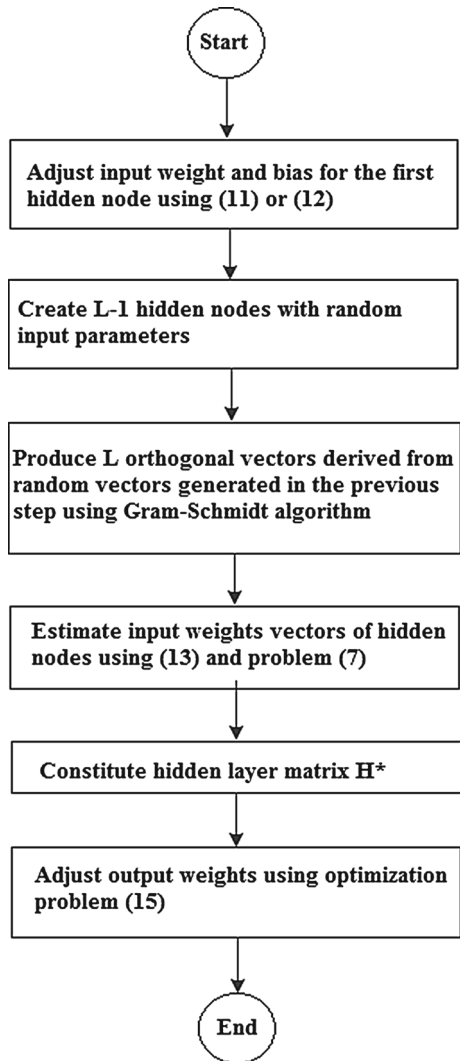 Start
Adjust input weight and bias for the first
hidden node using (11) or (12)
Create L-1 hidden nodes with random
input parameters
Produce L orthogonal vectors derived from
random vectors generated in the previous
step using Gram-Schmidt algorithm
Estimate input weights vectors of hidden
nodes using (13) and problem (7)
Constitute hidden layer matrix H*
Adjust output weights using optimization
problem (15)
End